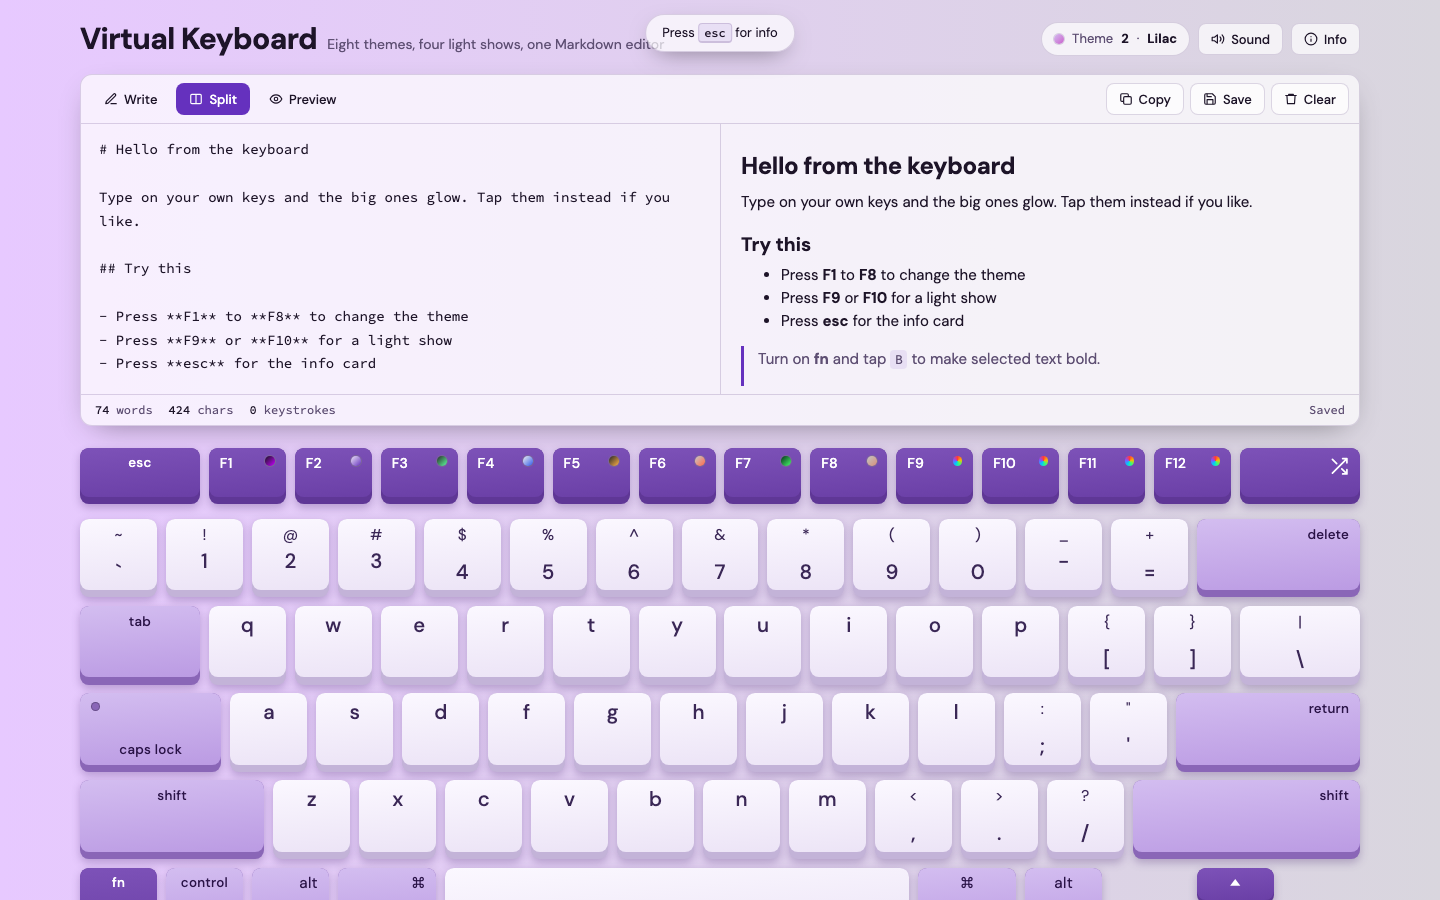 Virtual Keyboard
Eight themes, four light shows, one Markdown editor
Press esc for info
Theme 2 · Lilac
Sound
Info
Write
Split
Preview
Copy
Save
Clear
# Hello from the keyboard
Type on your own keys and the big ones glow. Tap them instead if you
like.
## Try this
- Press **F1** to **F8** to change the theme
- Press **F9** or **F10** for a light show
- Press **esc** for the info card
Hello from the keyboard
Type on your own keys and the big ones glow. Tap them instead if you like.
Try this
• Press F1 to F8 to change the theme
• Press F9 or F10 for a light show
• Press esc for the info card
Turn on fn and tap B to make selected text bold.
74 words 424 chars 0 keystrokes
Saved
esc F1 F2 F3 F4 F5 F6 F7 F8 F9 F10 F11 F12
~ ! @ # $ % ^ & * ( ) _ +
` 1 2 3 4 5 6 7 8 9 0 - =
delete
tab q w e r t y u i o p { } |
[ ] \
a s d f g h j k l : " return
; '
caps lock
shift z x c v b n m < > ? shift
, . /
fn control alt ⌘ ⌘ alt ▲